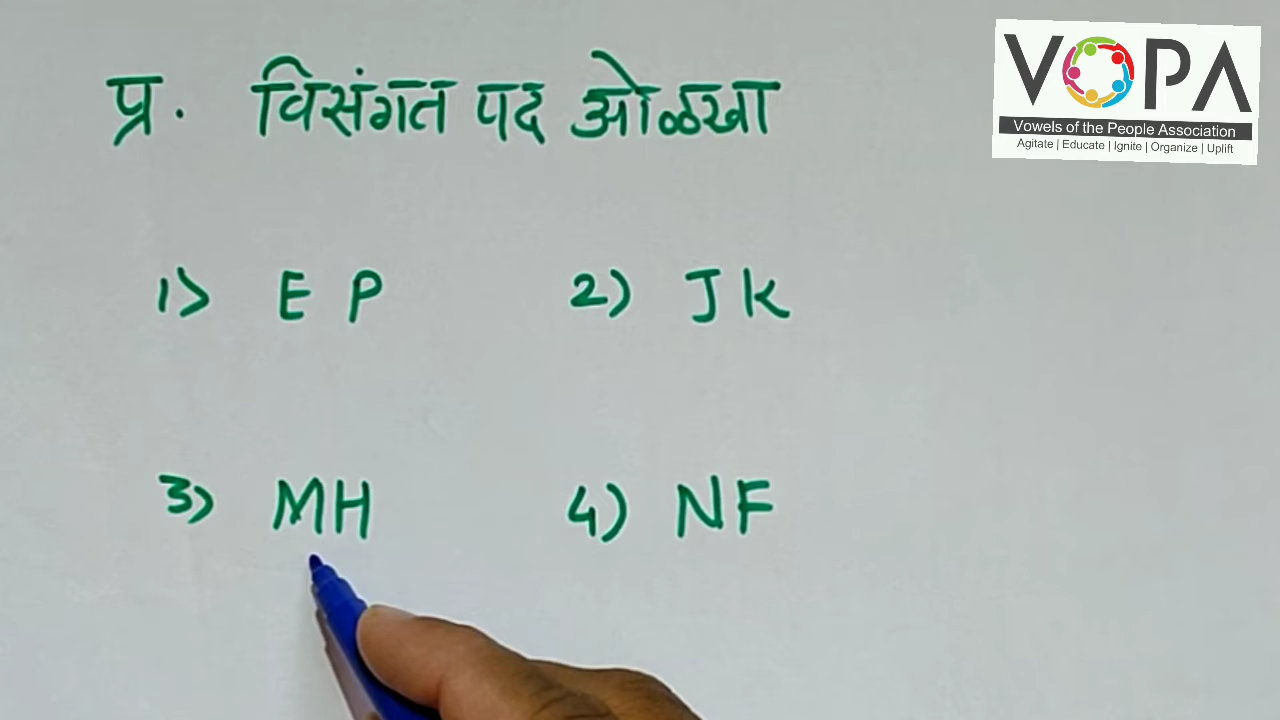 प्र. विसंगत पद ओळखा
1) E P 2) J K
3) M H 4) N F
VOPA
Vowels of the People Association
Agitate | Educate | Ignite | Organize | Uplift